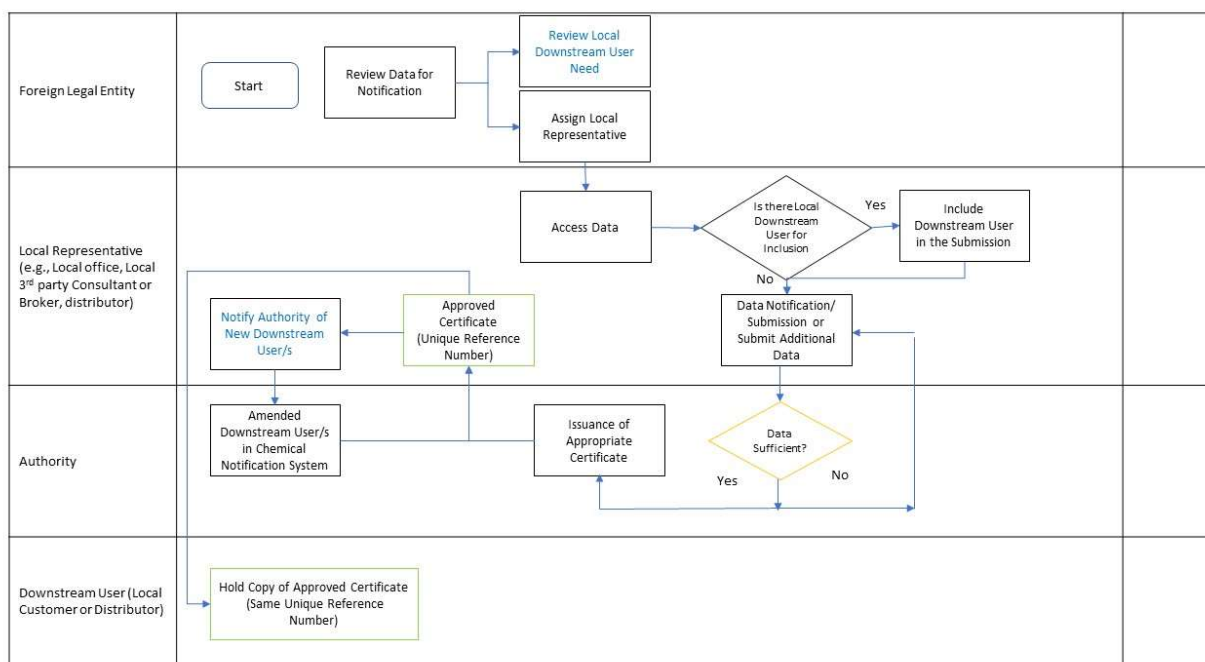 Foreign Legal Entity
Start
Review Data for
Notification
Review Local
Downstream User
Need
Assign Local
Representative
Local Representative
(e.g., Local office, Local
3rd party Consultant or
Broker, distributor)
Access Data
Is there Local
Downstream
User for
Inclusion
Yes
Include
Downstream User
in the Submission
No
Notify Authority of
New Downstream
User/s
Approved
Certificate
(Unique Reference
Number)
Data Notification/
Submission or
Submit Additional
Data
Authority
Amended
Downstream User/s
in Chemical
Notification System
Issuance of
Appropriate
Certificate
Data
Sufficient?
Yes
No
Downstream User (Local
Customer or Distributor)
Hold Copy of Approved Certificate
(Same Unique Reference
Number)